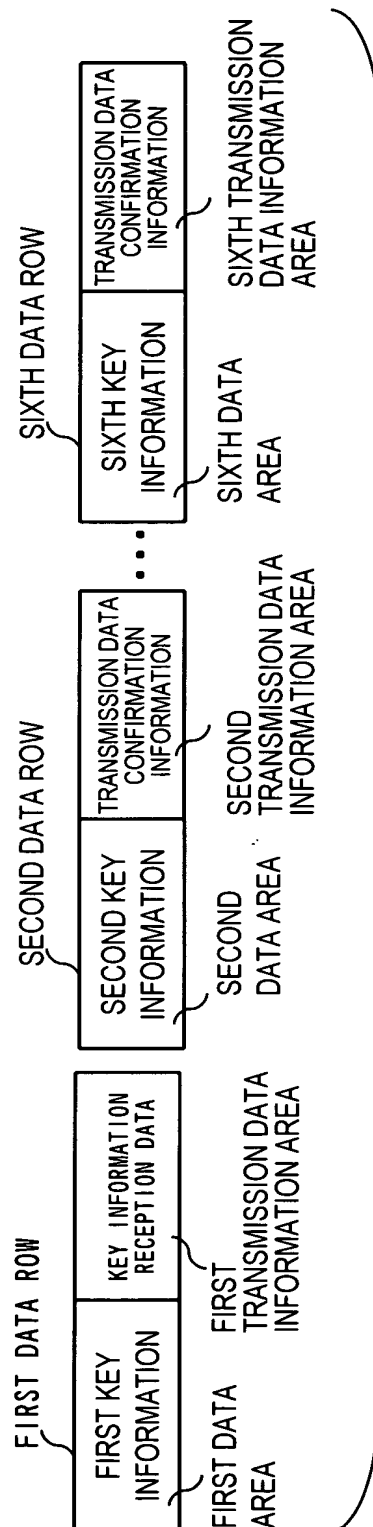 FIRST DATA ROW
FIRST KEY
INFORMATION
KEY INFORMATION
RECEPTION DATA
FIRST DATA
AREA
FIRST
TRANSMISSION DATA
INFORMATION AREA
SECOND DATA ROW
SECOND KEY
INFORMATION
TRANSMISSION DATA
CONFIRMATION
INFORMATION
SECOND
DATA AREA
SECOND
TRANSMISSION DATA
INFORMATION AREA
SIXTH DATA ROW
SIXTH KEY
INFORMATION
TRANSMISSION DATA
CONFIRMATION
INFORMATION
SIXTH DATA
AREA
SIXTH TRANSMISSION
DATA INFORMATION
AREA